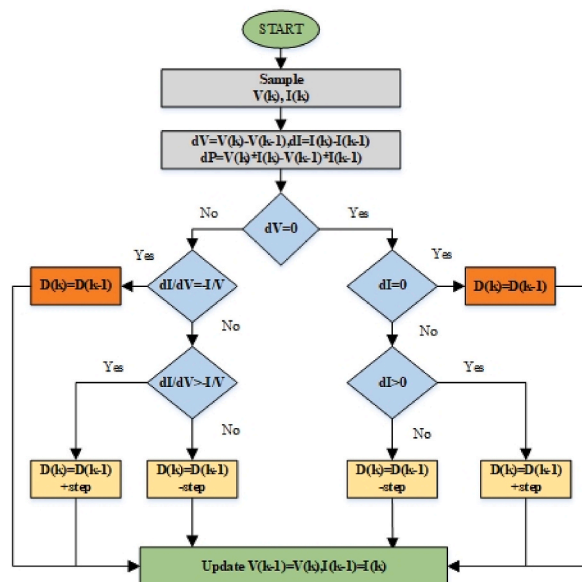 START
Sample
V(k), I(k)
dV=V(k)-V(k-1),dI=I(k)-I(k-1)
dP=V(k)*I(k)-V(k-1)*I(k-1)
No
Yes
dV=0
Yes
Yes
D(k)=D(k-1)
dI/dV=-I/V
dI=0
D(k)=D(k-1)
No
No
Yes
Yes
dI/dV>-I/V
dI>0
No
No
D(k)=D(k-1)
+step
D(k)=D(k-1)
-step
D(k)=D(k-1)
-step
D(k)=D(k-1)
+step
Update V(k-1)=V(k),I(k-1)=I(k)